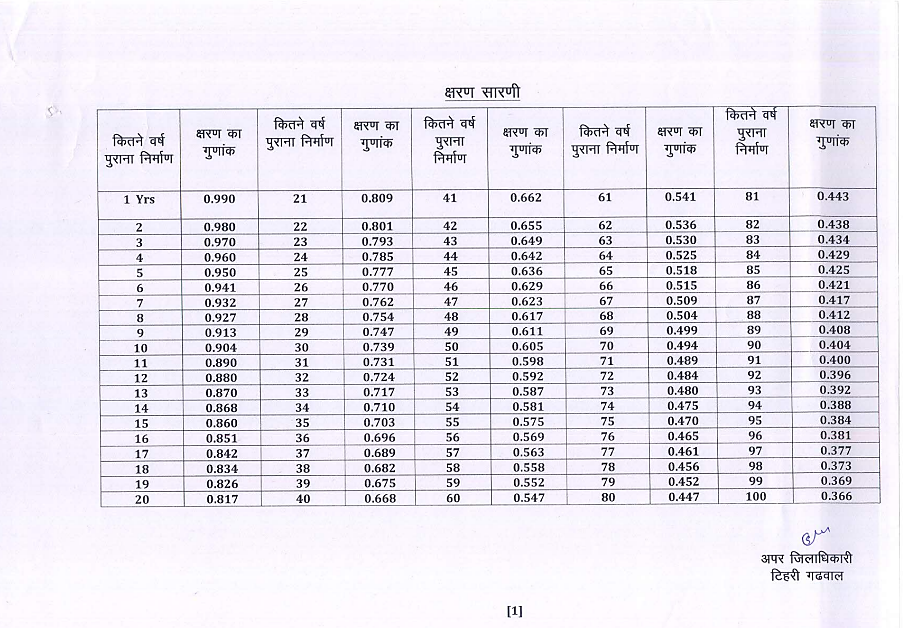 क्षरण सारणी
कितने वर्ष पुराना निर्माण | क्षरण का गुणांक | कितने वर्ष पुराना निर्माण | क्षरण का गुणांक | कितने वर्ष पुराना निर्माण | क्षरण का गुणांक | कितने वर्ष पुराना निर्माण | क्षरण का गुणांक | कितने वर्ष पुराना निर्माण | क्षरण का गुणांक
1 Yrs 0.990 21 0.809 41 0.662 61 0.541 81 0.443
2 0.980 22 0.801 42 0.655 62 0.536 82 0.438
3 0.970 23 0.793 43 0.649 63 0.530 83 0.434
4 0.960 24 0.785 44 0.642 64 0.525 84 0.429
5 0.950 25 0.777 45 0.636 65 0.518 85 0.425
6 0.941 26 0.770 46 0.629 66 0.515 86 0.421
7 0.932 27 0.762 47 0.623 67 0.509 87 0.417
8 0.927 28 0.754 48 0.617 68 0.504 88 0.412
9 0.913 29 0.747 49 0.611 69 0.499 89 0.408
10 0.904 30 0.739 50 0.605 70 0.494 90 0.404
11 0.890 31 0.731 51 0.598 71 0.489 91 0.400
12 0.880 32 0.724 52 0.592 72 0.484 92 0.396
13 0.870 33 0.717 53 0.587 73 0.480 93 0.392
14 0.868 34 0.710 54 0.581 74 0.475 94 0.388
15 0.860 35 0.703 55 0.575 75 0.470 95 0.384
16 0.851 36 0.696 56 0.569 76 0.465 96 0.381
17 0.842 37 0.689 57 0.563 77 0.461 97 0.377
18 0.834 38 0.682 58 0.558 78 0.456 98 0.373
19 0.826 39 0.675 59 0.552 79 0.452 99 0.369
20 0.817 40 0.668 60 0.547 80 0.447 100 0.366
अपर जिलाधिकारी
टिहरी गढवाल
[1]